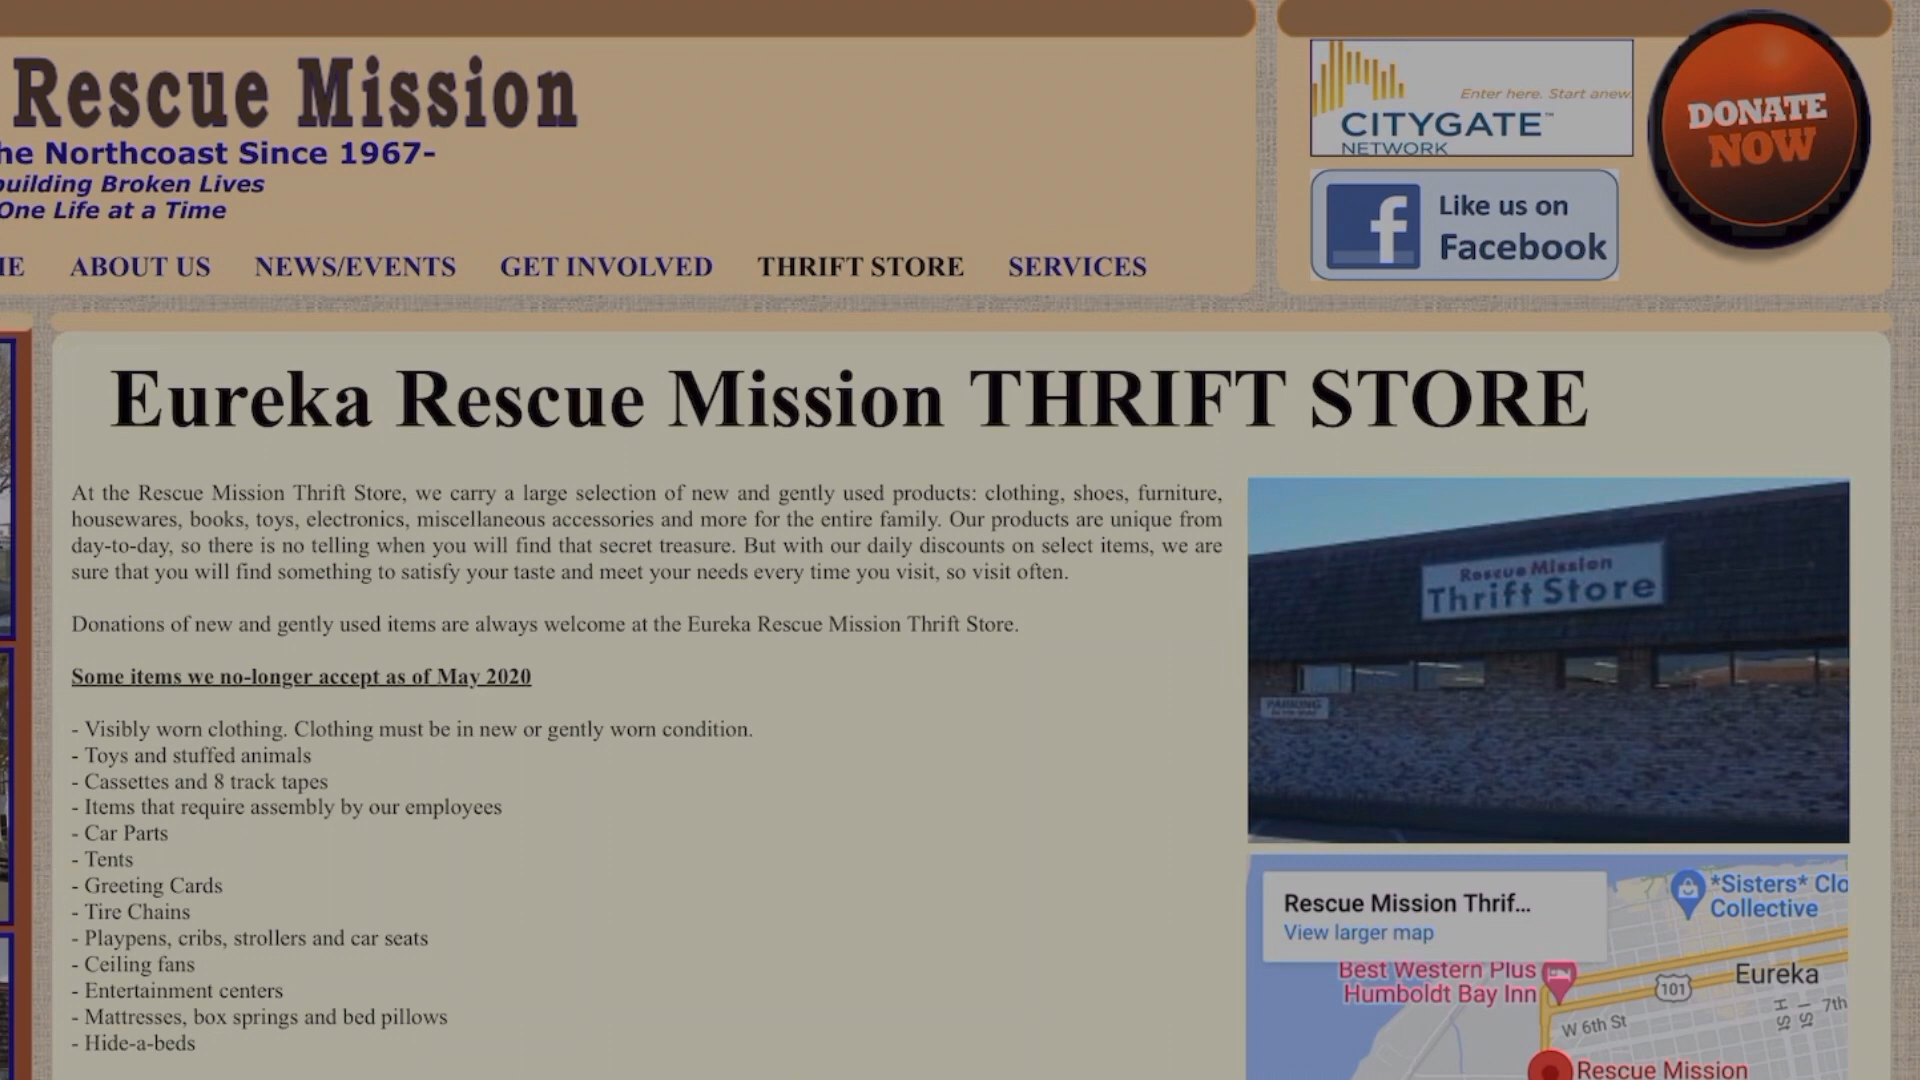 Rescue Mission
he Northcoast Since 1967-
building Broken Lives
One Life at a Time
ABOUT US NEWS/EVENTS GET INVOLVED THRIFT STORE SERVICES
Enter here. Start anew.
CITYGATE™
NETWORK
Like us on
Facebook
DONATE
NOW
Eureka Rescue Mission THRIFT STORE
At the Rescue Mission Thrift Store, we carry a large selection of new and gently used products: clothing, shoes, furniture,
housewares, books, toys, electronics, miscellaneous accessories and more for the entire family. Our products are unique from
day-to-day, so there is no telling when you will find that secret treasure. But with our daily discounts on select items, we are
sure that you will find something to satisfy your taste and meet your needs every time you visit, so visit often.
Donations of new and gently used items are always welcome at the Eureka Rescue Mission Thrift Store.
Some items we no-longer accept as of May 2020
- Visibly worn clothing. Clothing must be in new or gently worn condition.
- Toys and stuffed animals
- Cassettes and 8 track tapes
- Items that require assembly by our employees
- Car Parts
- Tents
- Greeting Cards
- Tire Chains
- Playpens, cribs, strollers and car seats
- Ceiling fans
- Entertainment centers
- Mattresses, box springs and bed pillows
- Hide-a-beds
Rescue Mission
Thrift Store
PARKING
Rescue Mission Thrif...
View larger map
*Sisters* Clo
Collective
Best Western Plus
Humboldt Bay Inn
101
Eureka
W 6th St
H St
I St
7th
Rescue Mission